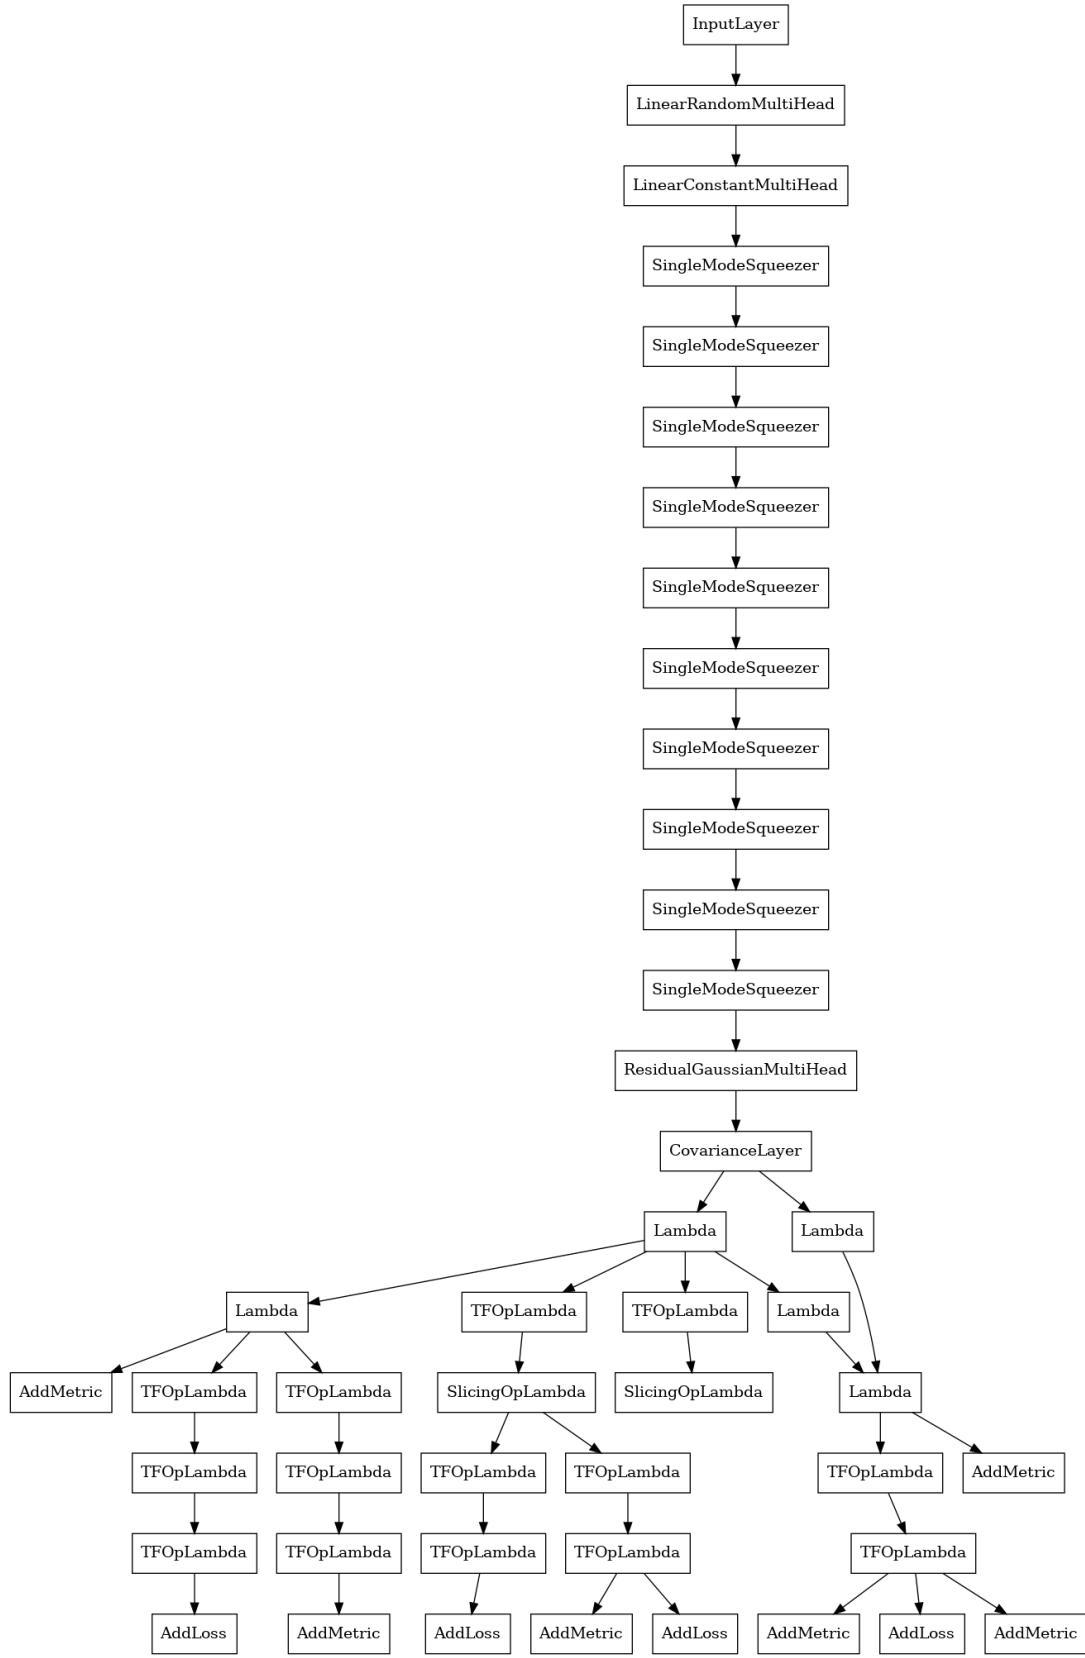 InputLayer
LinearRandomMultiHead
LinearConstantMultiHead
SingleModeSqueezer
SingleModeSqueezer
SingleModeSqueezer
SingleModeSqueezer
SingleModeSqueezer
SingleModeSqueezer
SingleModeSqueezer
SingleModeSqueezer
SingleModeSqueezer
SingleModeSqueezer
ResidualGaussianMultiHead
CovarianceLayer
Lambda Lambda
Lambda TFOpLambda TFOpLambda Lambda
AddMetric TFOpLambda TFOpLambda SlicingOpLambda SlicingOpLambda Lambda
TFOpLambda TFOpLambda TFOpLambda TFOpLambda TFOpLambda AddMetric
TFOpLambda TFOpLambda TFOpLambda TFOpLambda TFOpLambda
AddLoss AddMetric AddLoss AddMetric AddLoss AddMetric AddLoss AddMetric